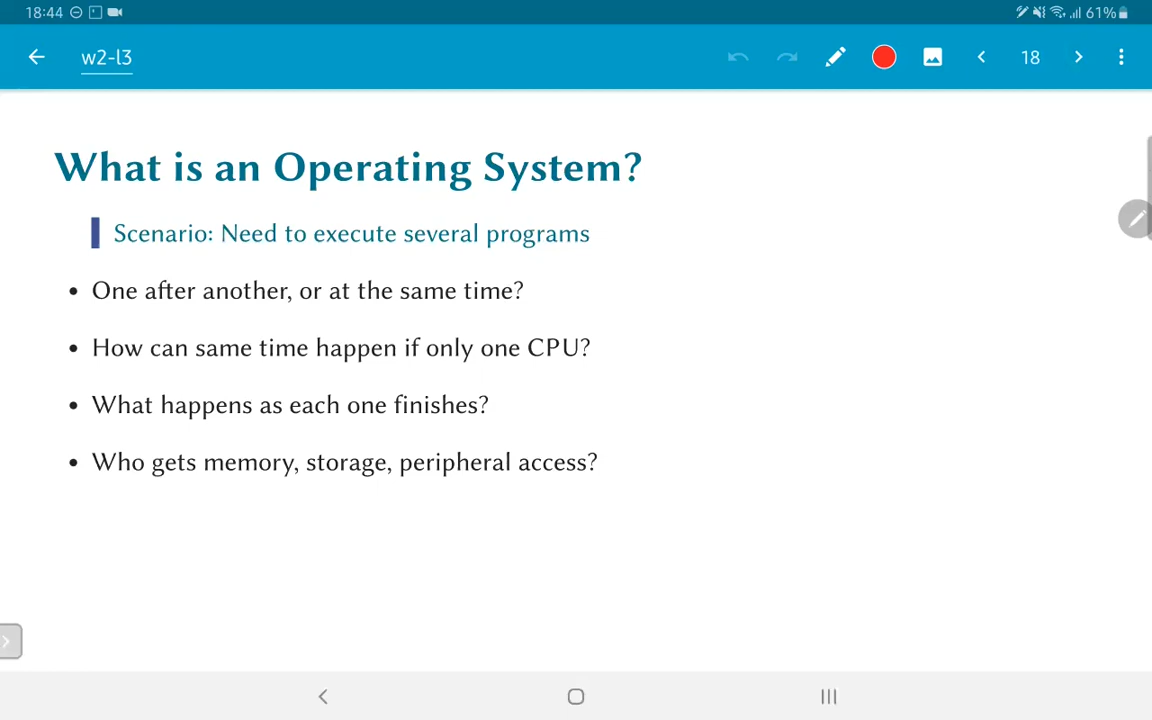 18:44
61%
w2-l3
18
What is an Operating System?
Scenario: Need to execute several programs
• One after another, or at the same time?
• How can same time happen if only one CPU?
• What happens as each one finishes?
• Who gets memory, storage, peripheral access?